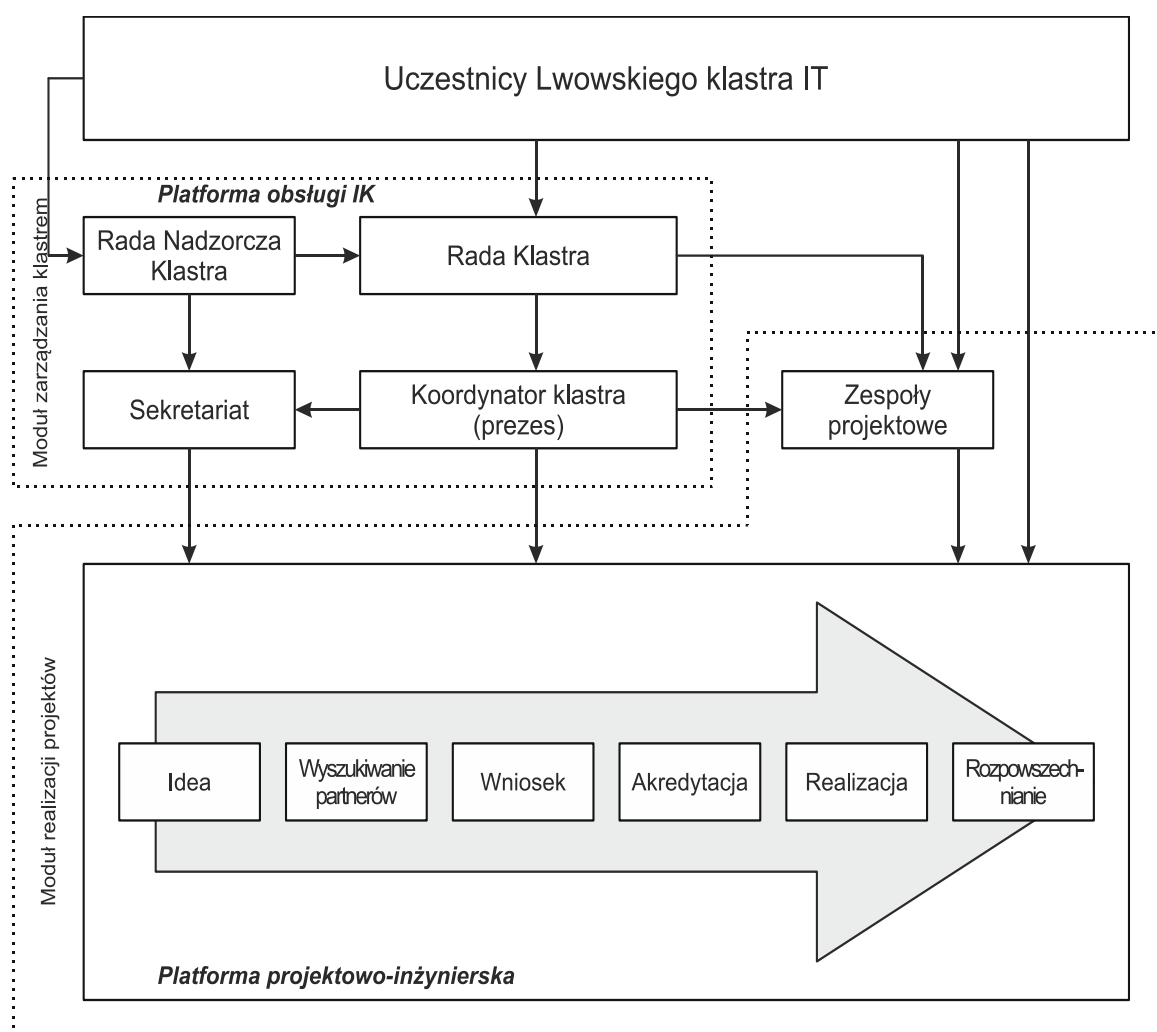 Uczestnicy Lwowskiego klastra IT
Platforma obsługi IK
Moduł zarządzania klastrem
Rada Nadzorcza
Klastra
Rada Klastra
Sekretariat
Koordynator klastra
(prezes)
Zespoły
projektowe
Moduł realizacji projektów
Idea
Wyszukiwanie
partnerów
Wniosek
Akredytacja
Realizacja
Rozpowszech-
nianie
Platforma projektowo-inżynierska